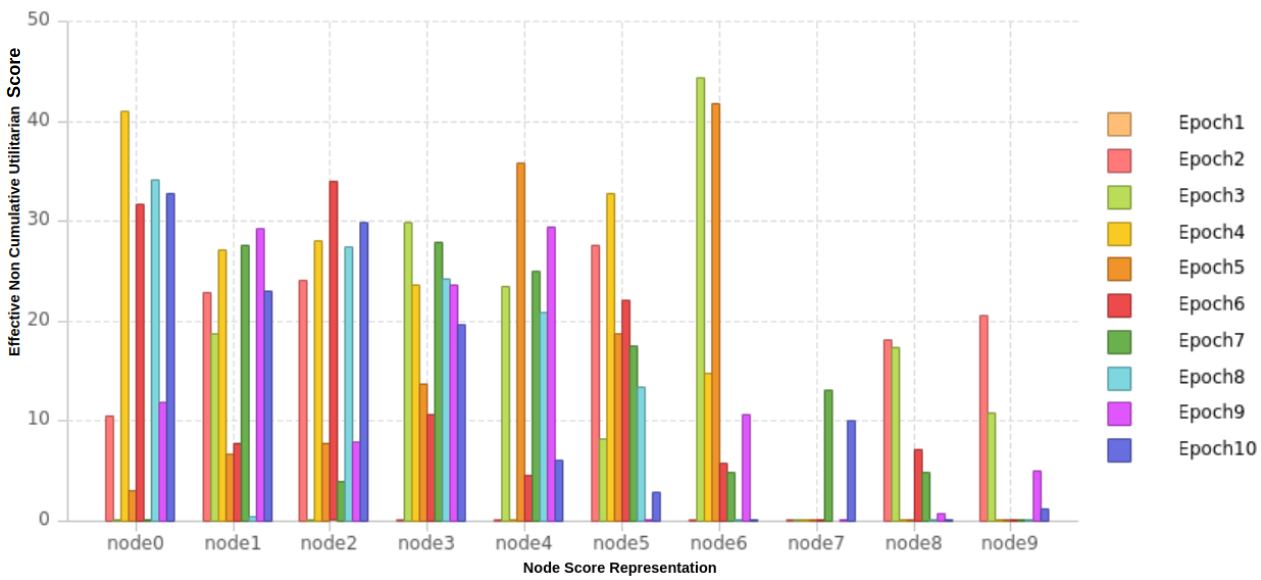 50
40
30
20
10
0
Effective Non Cumulative Utilitarian Score
node0 node1 node2 node3 node4 node5 node6 node7 node8 node9
Node Score Representation
Epoch1
Epoch2
Epoch3
Epoch4
Epoch5
Epoch6
Epoch7
Epoch8
Epoch9
Epoch10